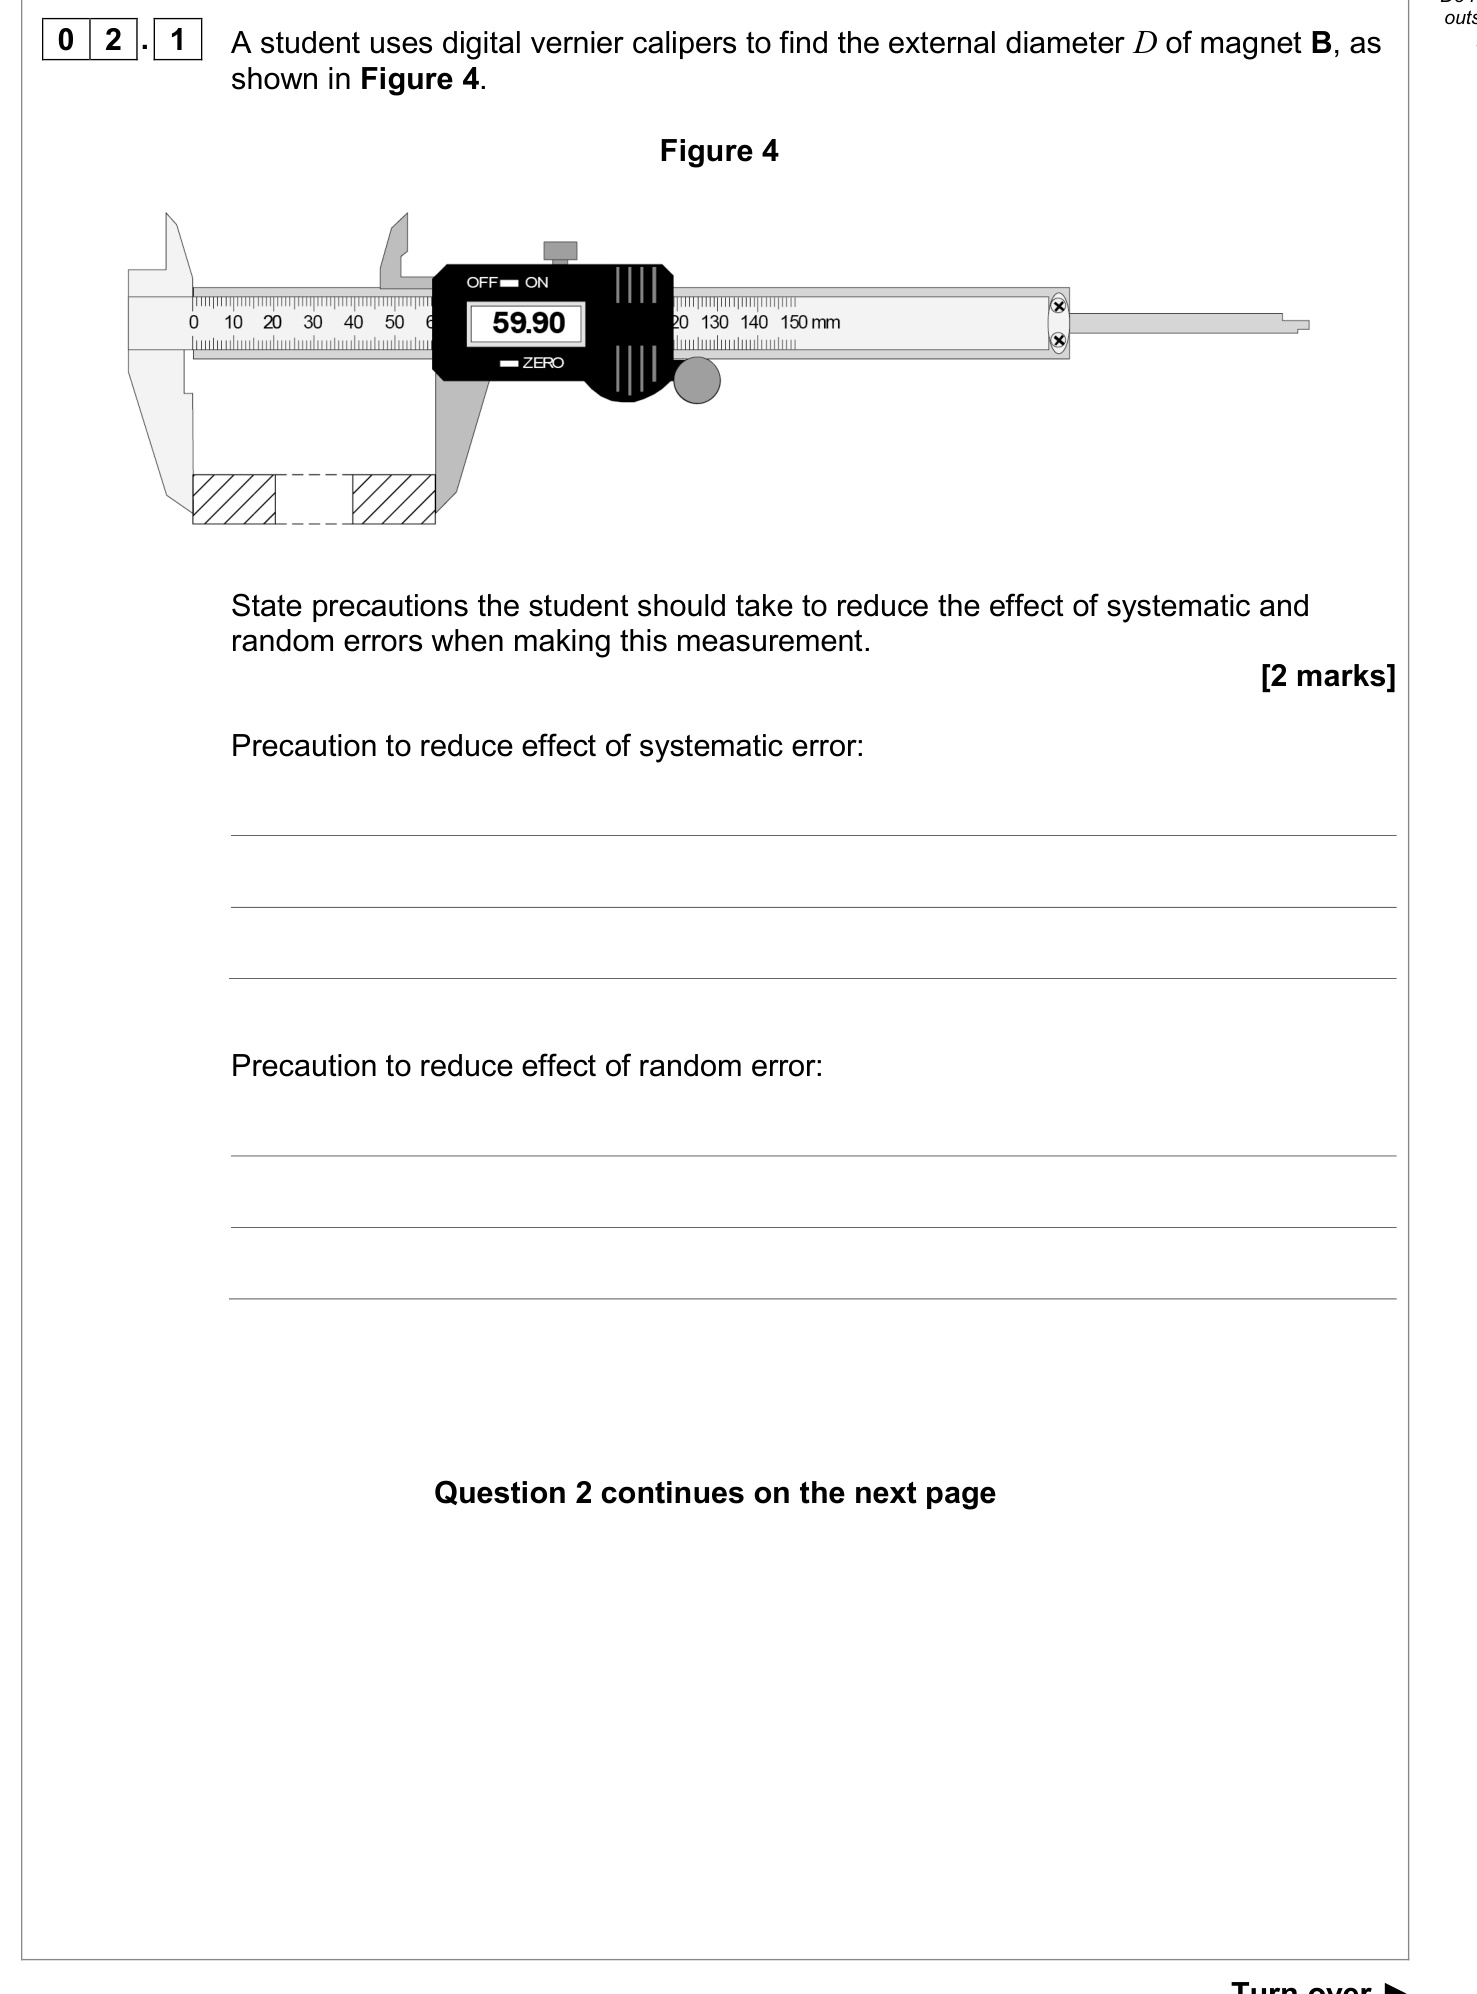 outs
0 2 . 1 A student uses digital vernier calipers to find the external diameter D of magnet B, as
shown in Figure 4.
Figure 4
OFF ON
0 10 20 30 40 50 6 59.90 20 130 140 150 mm
ZERO
State precautions the student should take to reduce the effect of systematic and
random errors when making this measurement.
[2 marks]
Precaution to reduce effect of systematic error:
Precaution to reduce effect of random error:
Question 2 continues on the next page
Turn over ►